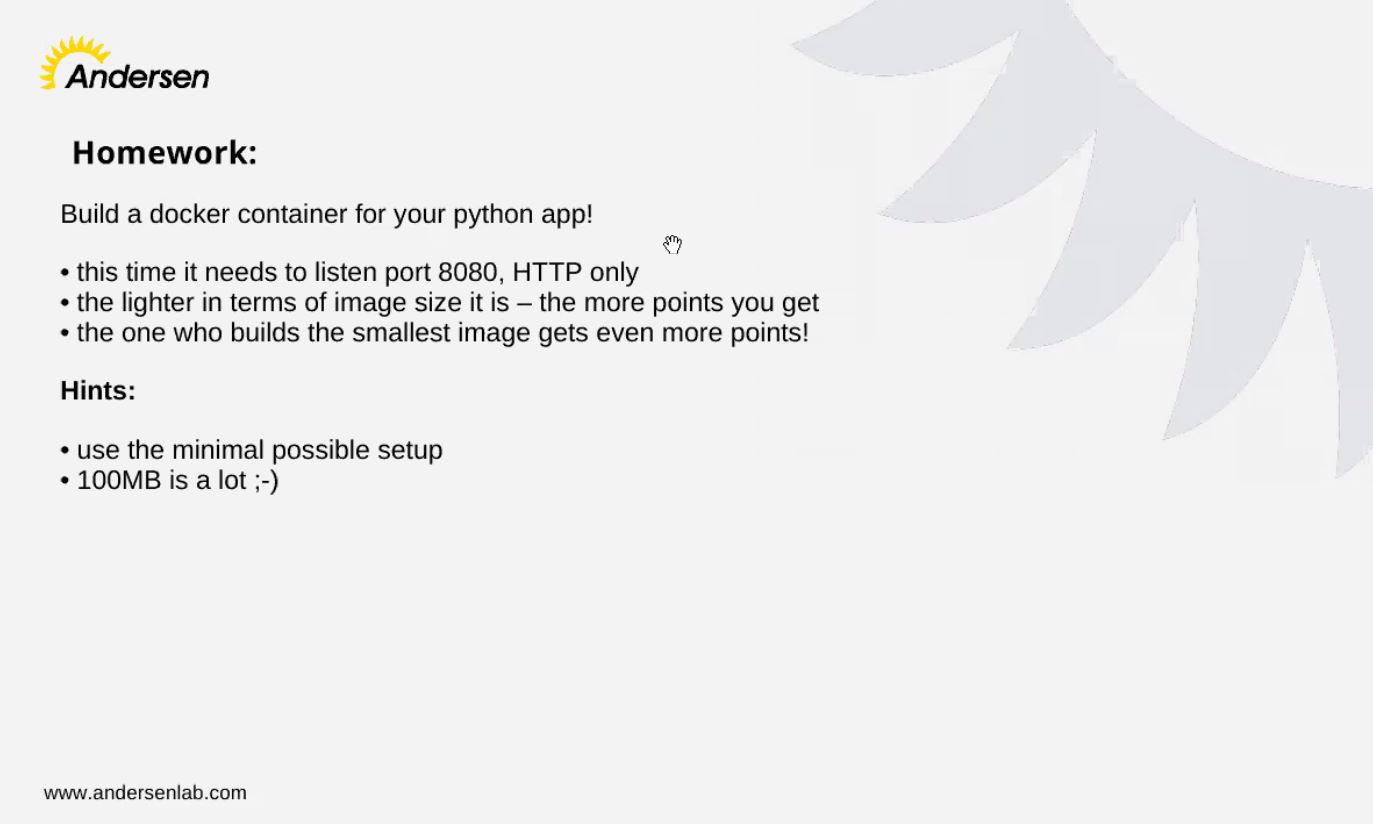 Andersen
Homework:
Build a docker container for your python app!
• this time it needs to listen port 8080, HTTP only
• the lighter in terms of image size it is – the more points you get
• the one who builds the smallest image gets even more points!
Hints:
• use the minimal possible setup
• 100MB is a lot ;-)
www.andersenlab.com